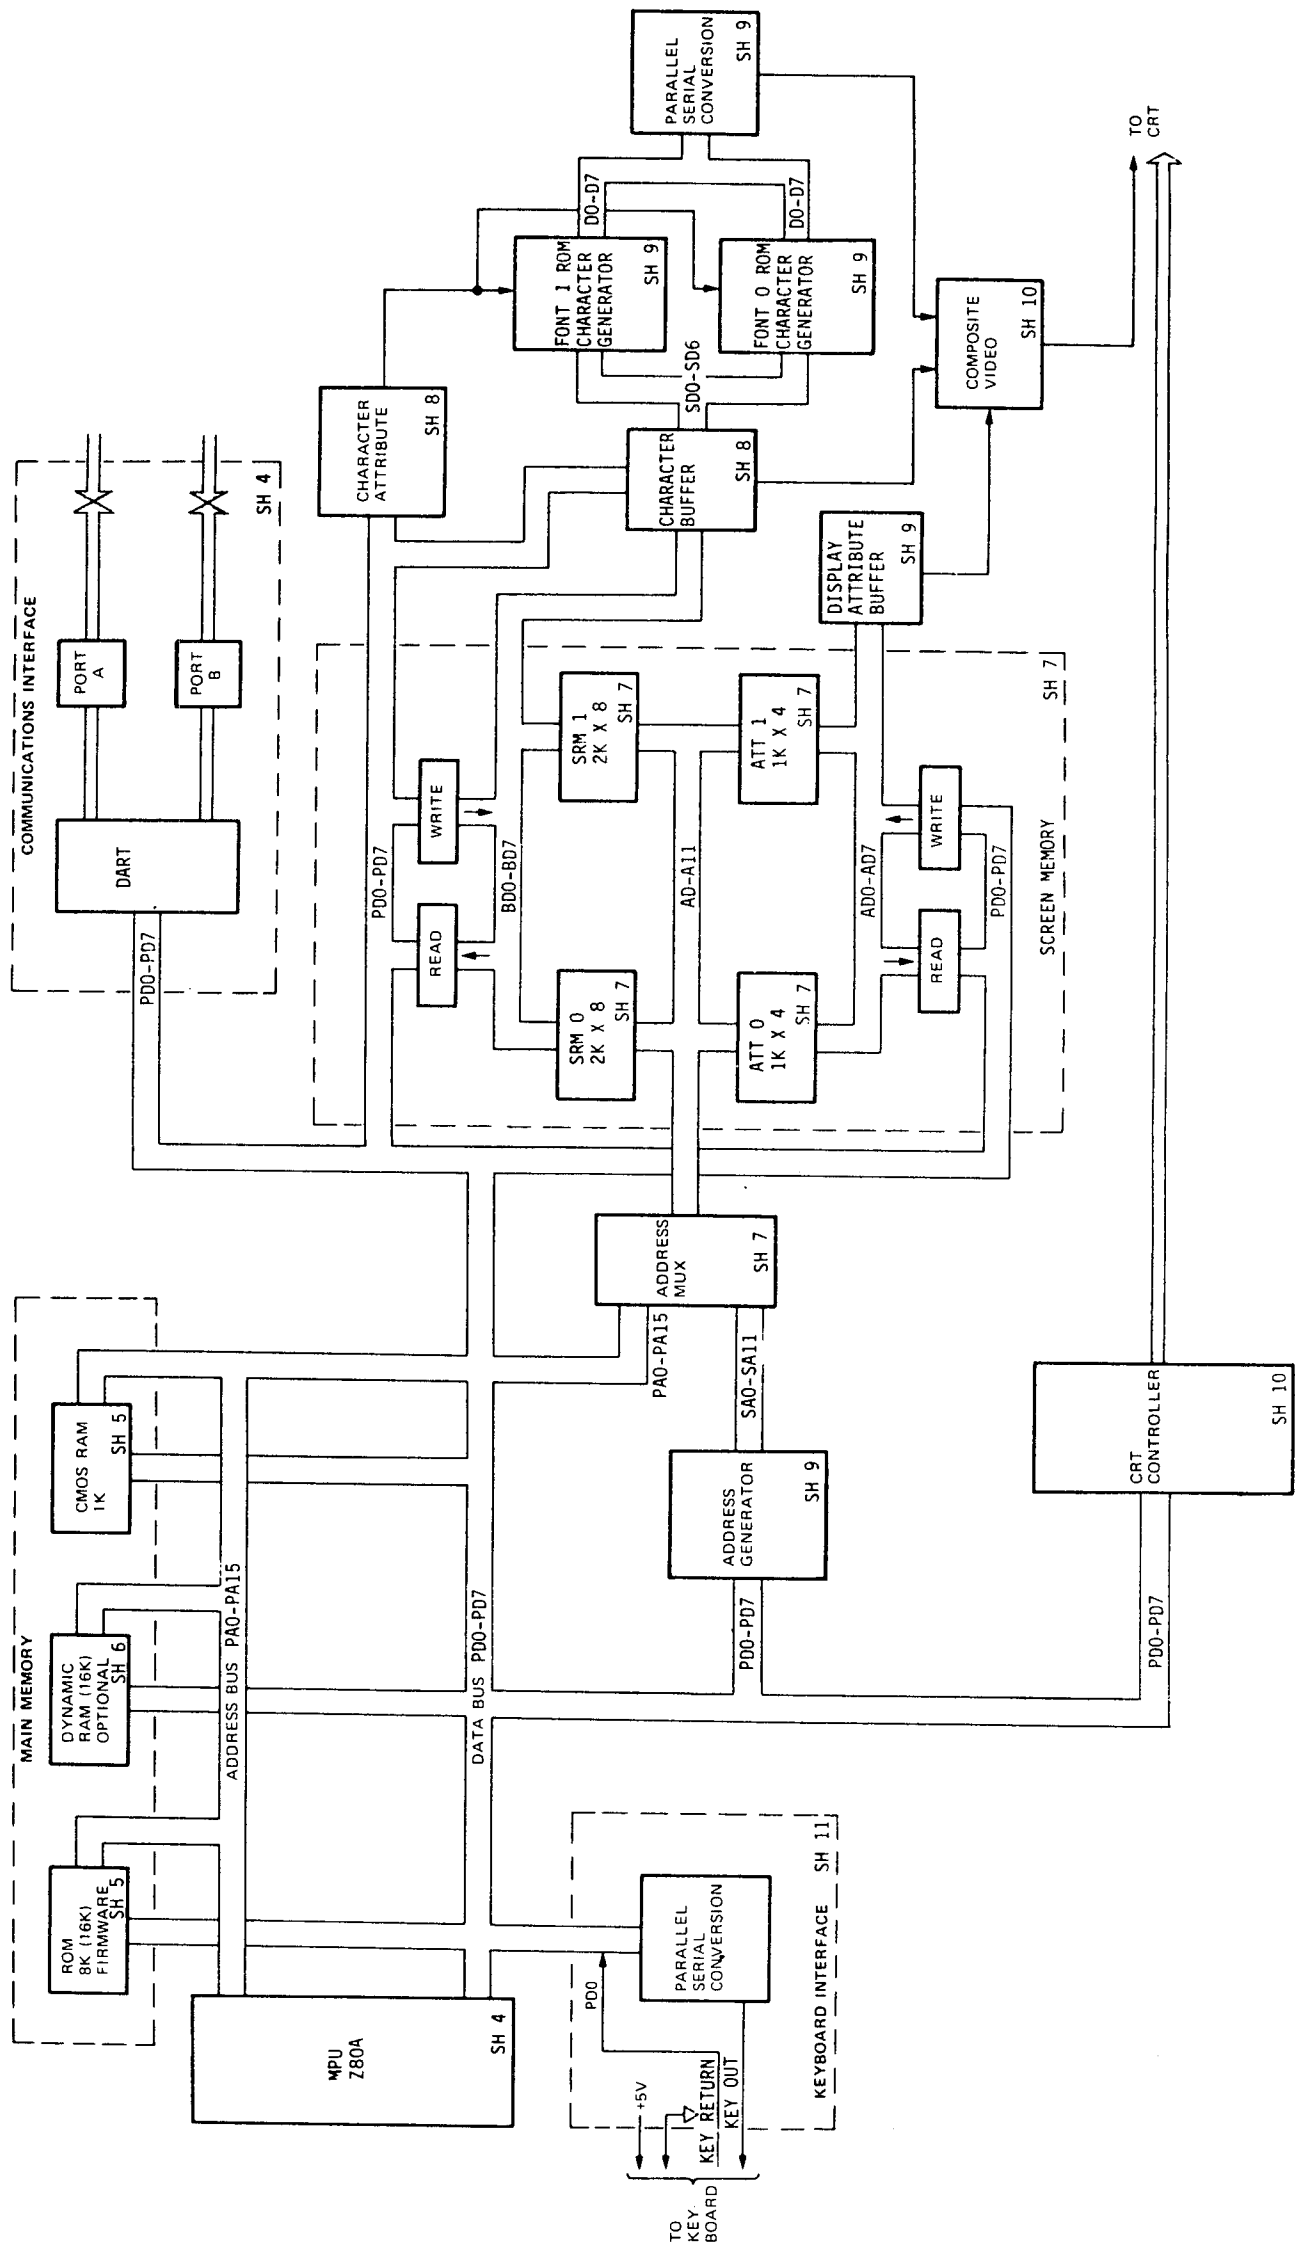 MAIN MEMORY
ROM
8K (16K)
FIRMWARE
SH 5
DYNAMIC
RAM (16K)
OPTIONAL
SH 6
CMOS RAM
1K
SH 5
COMMUNICATIONS INTERFACE
DART
PORT
A
PORT
B
SH 4
PD0-PD7
MPU
Z80A
SH 4
ADDRESS BUS PA0-PA15
DATA BUS PD0-PD7
PD0-PD7
READ
WRITE
BD0-BD7
SRM 0
2K X 8
SH 7
SRM 1
2K X 8
SH 7
AD-A11
ATT 0
1K X 4
SH 7
ATT 1
1K X 4
SH 7
AD0-AD7
READ
WRITE
PD0-PD7
SCREEN MEMORY
SH 7
CHARACTER
ATTRIBUTE
SH 8
CHARACTER
BUFFER
SH 8
SD0-SD6
FONT 1 ROM
CHARACTER
GENERATOR
SH 9
FONT 0 ROM
CHARACTER
GENERATOR
SH 9
D0-D7
D0-D7
PARALLEL
SERIAL
CONVERSION
SH 9
DISPLAY
ATTRIBUTE
BUFFER
SH 9
COMPOSITE
VIDEO
SH 10
TO
CRT
ADDRESS
MUX
SH 7
PA0-PA15
SA0-SA11
ADDRESS
GENERATOR
SH 9
PD0-PD7
PD0-PD7
CRT
CONTROLLER
SH 10
PARALLEL
SERIAL
CONVERSION
PD0
+5V
KEY RETURN
KEY OUT
TO
KEY-
BOARD
KEYBOARD INTERFACE
SH 11